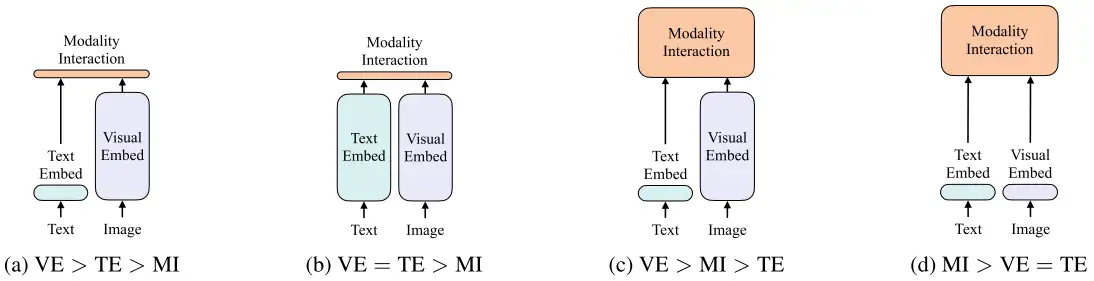 Modality
Interaction
Text
Embed
Visual
Embed
Text
Image
(a) VE > TE > MI
Modality
Interaction
Text
Embed
Visual
Embed
Text
Image
(b) VE = TE > MI
Modality
Interaction
Text
Embed
Visual
Embed
Text
Image
(c) VE > MI > TE
Modality
Interaction
Text
Embed
Visual
Embed
Text
Image
(d) MI > VE = TE